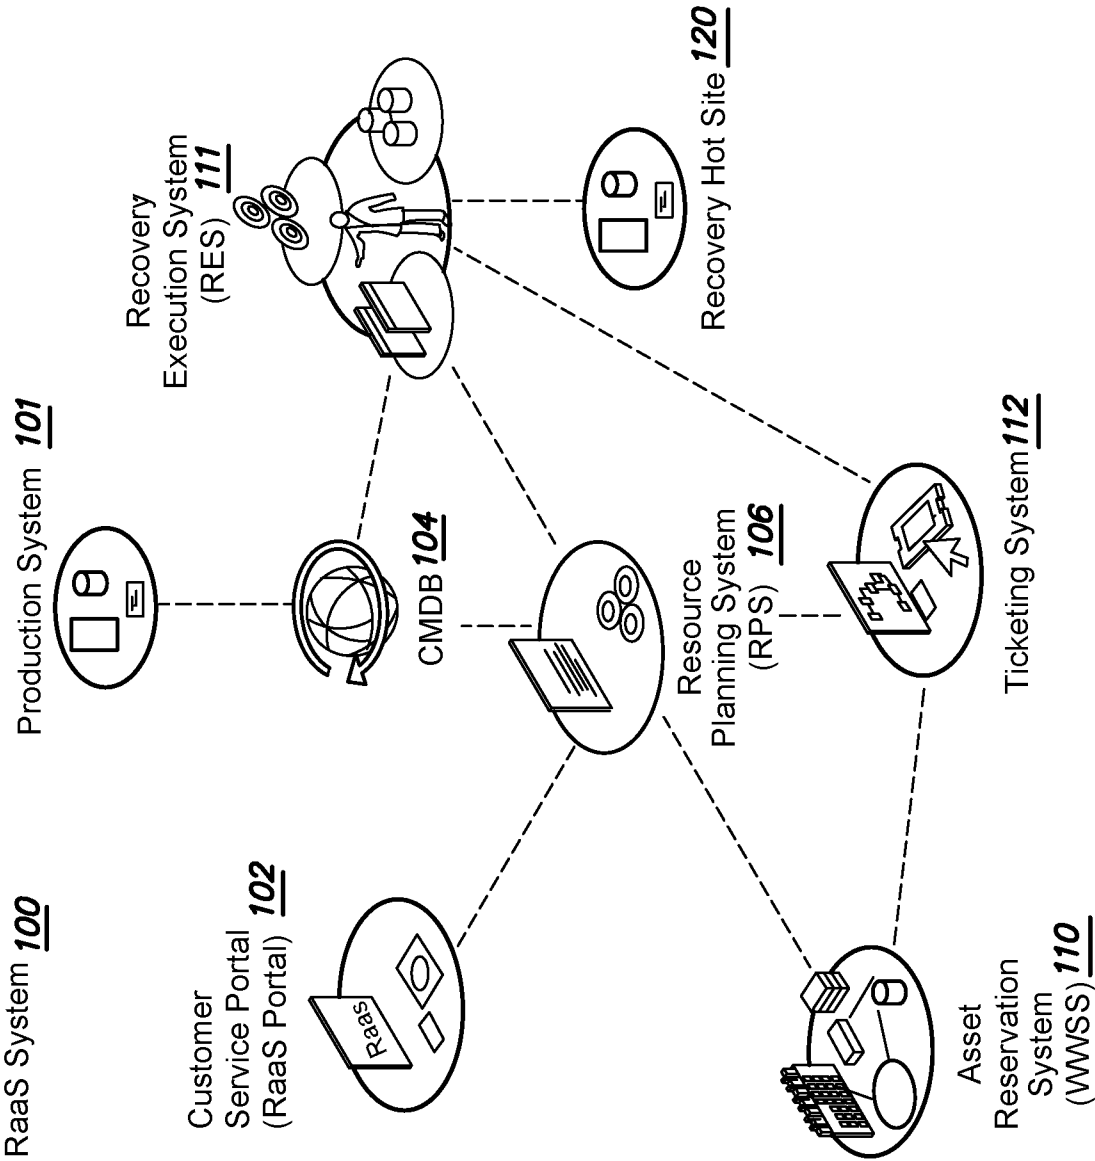 RaaS System 100
Production System 101
Recovery
Execution System
(RES) 111
Customer
Service Portal
(RaaS Portal) 102
Raas
CMDB 104
Resource
Planning System
(RPS) 106
Recovery Hot Site 120
Asset
Reservation
System
(WWSS) 110
Ticketing System 112